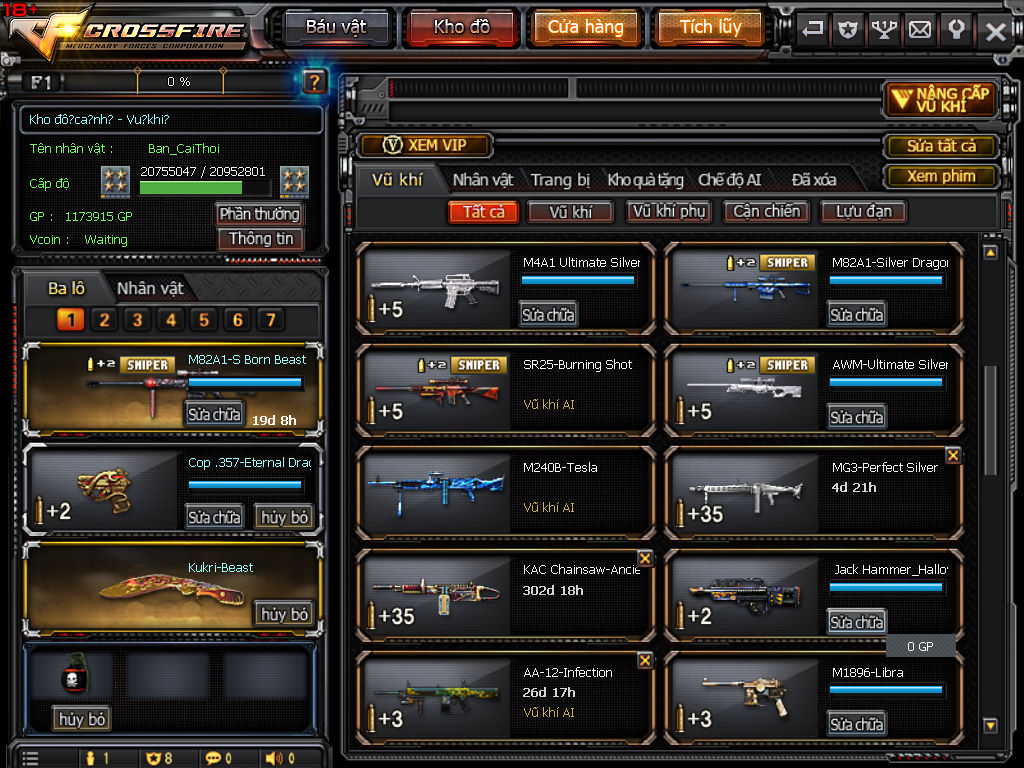 18+
CROSSFIRE
MERCENARY FORCES CORPORATION
Báu vật
Kho đồ
Cửa hàng
Tích lũy
F1
0 %
?
NÂNG CẤP
VŨ KHÍ
Kho đô?ca?nh? - Vu?khi?
Tên nhân vật : Ban_CaiThoi
Cấp độ
20755047 / 20952801
GP : 1173915 GP
Phần thưởng
Vcoin : Waiting
Thông tin
XEM VIP
Sửa tất cả
Xem phim
Vũ khí
Nhân vật
Trang bị
Kho quà tặng
Chế độ AI
Đã xóa
Tất cả
Vũ khí
Vũ khí phụ
Cận chiến
Lựu đạn
Ba lô
Nhân vật
1 2 3 4 5 6 7
+2 SNIPER
M82A1-S Born Beast
Sửa chữa
19d 8h
Cop .357-Eternal Drag
+2
Sửa chữa
hủy bỏ
Kukri-Beast
hủy bỏ
hủy bỏ
1
8
0
0
M4A1 Ultimate Silver
+5
Sửa chữa
+2 SNIPER
M82A1-Silver Dragon
Sửa chữa
+2 SNIPER
SR25-Burning Shot
+5
Vũ khí AI
+2 SNIPER
AWM-Ultimate Silver
+5
Sửa chữa
M240B-Tesla
Vũ khí AI
MG3-Perfect Silver
4d 21h
+35
KAC Chainsaw-Ancie
302d 18h
+35
Jack Hammer_Hallo
+2
Sửa chữa
0 GP
AA-12-Infection
26d 17h
+3
Vũ khí AI
M1896-Libra
+3
Sửa chữa